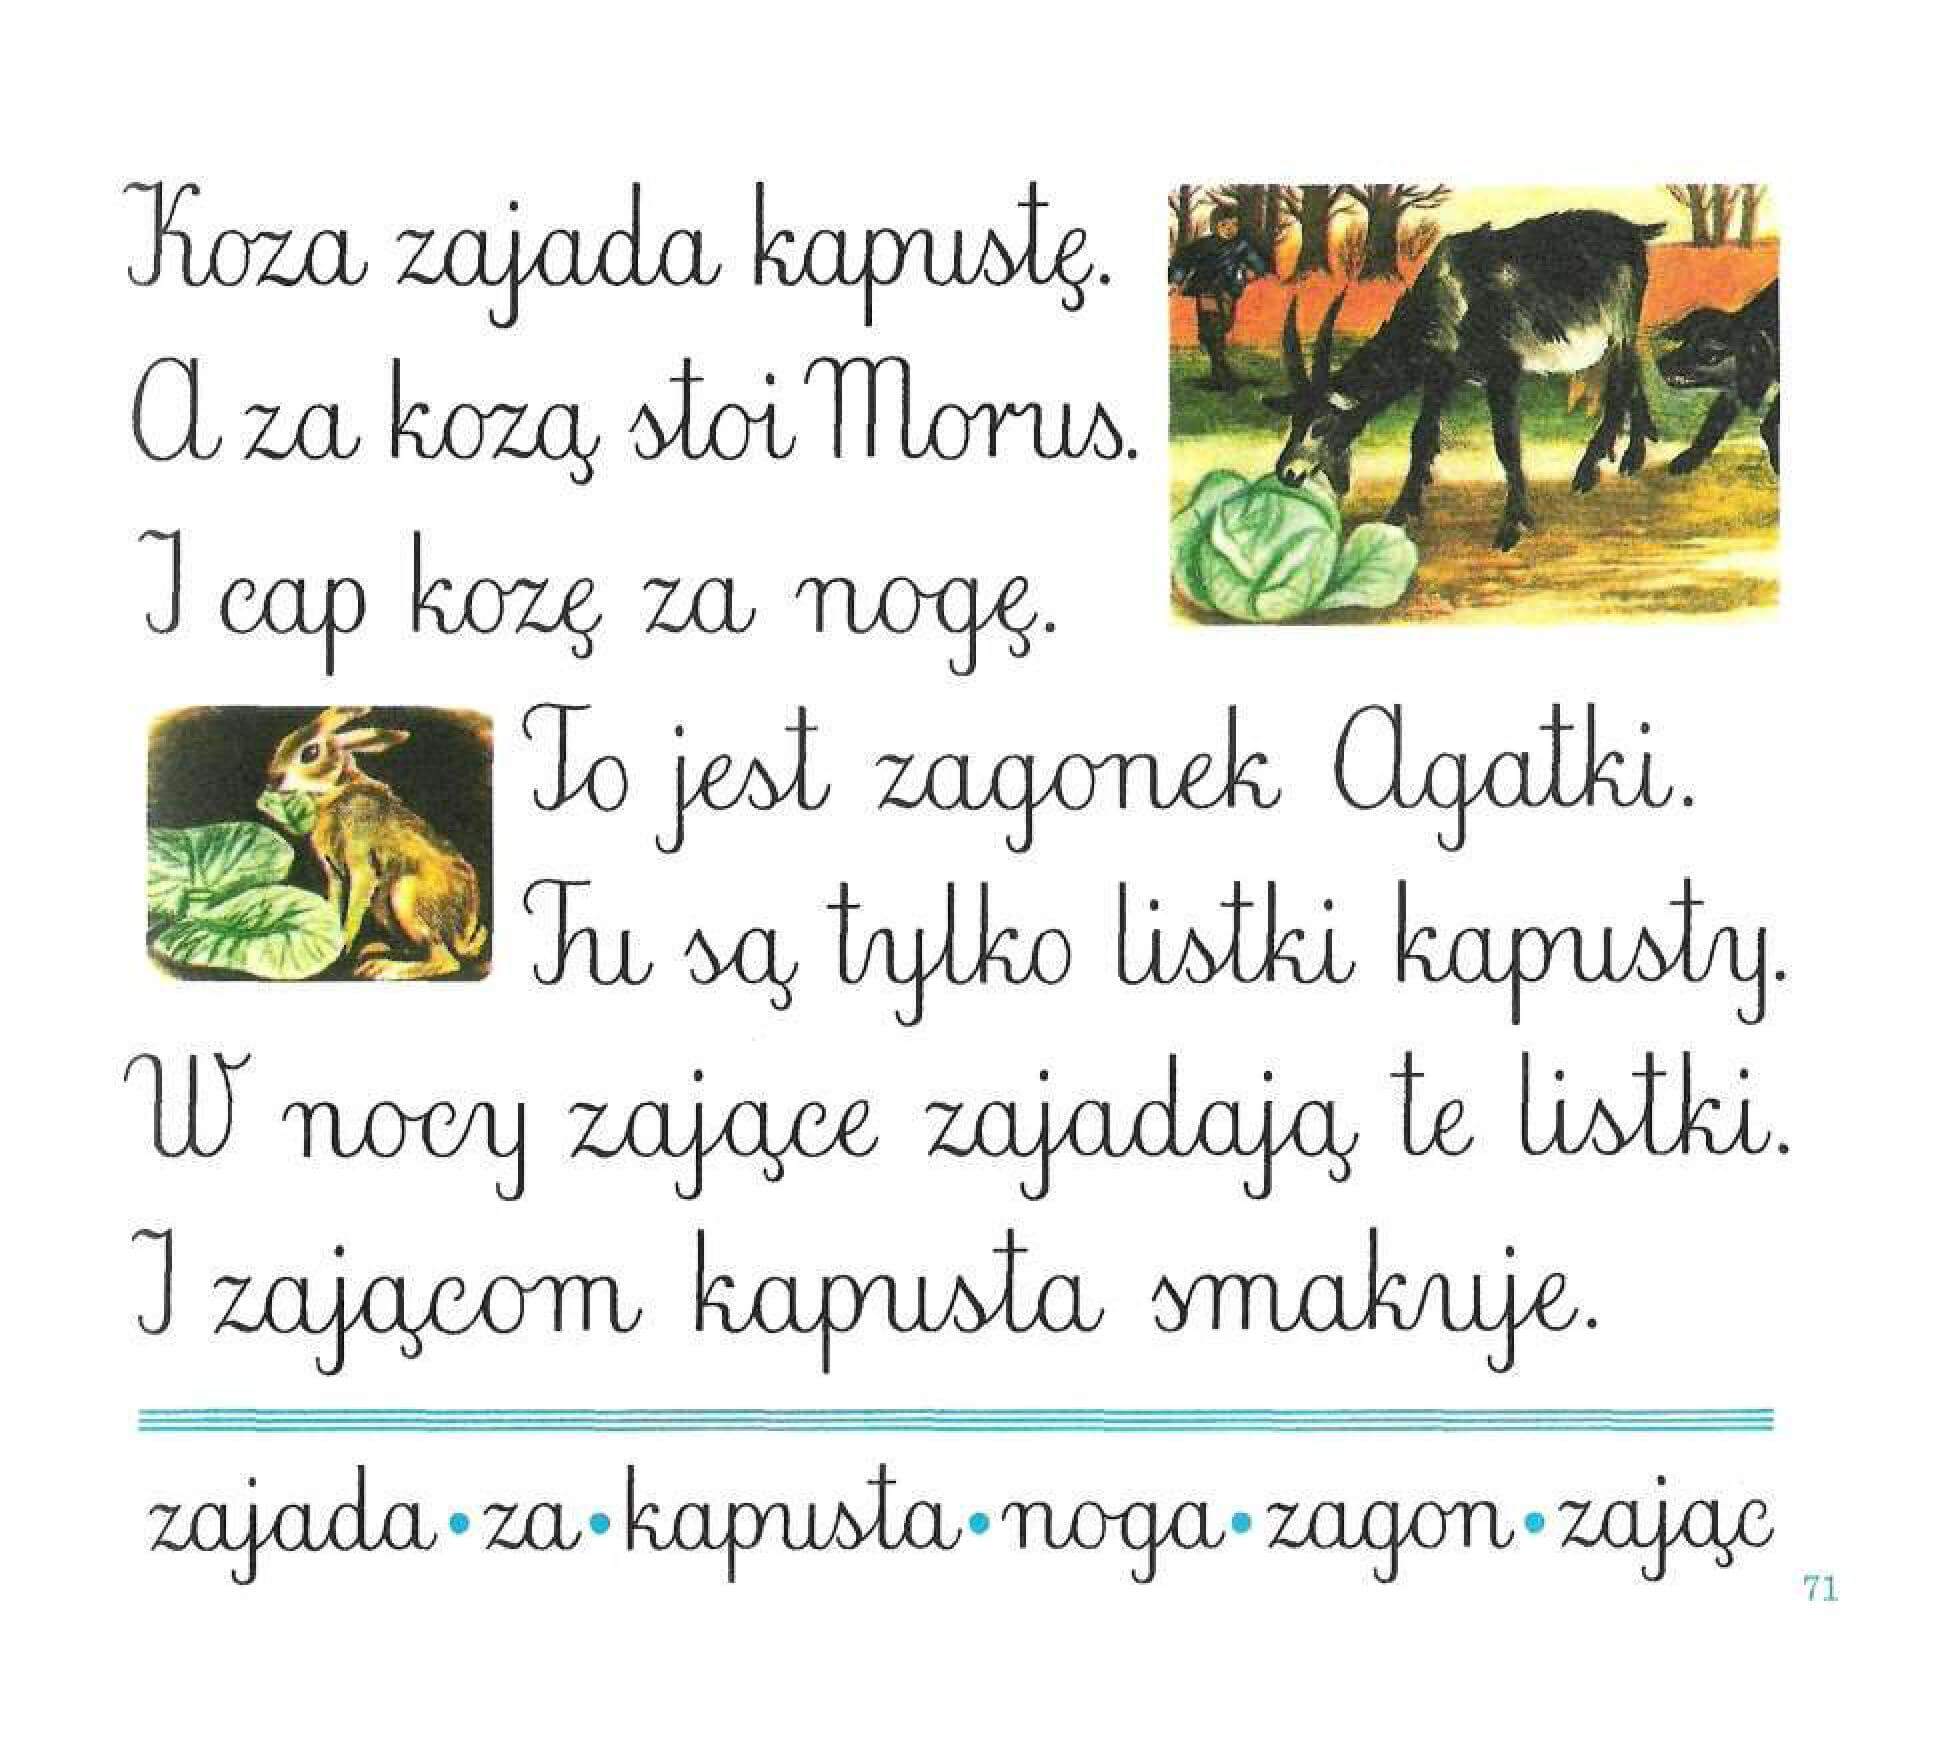 Koza zajada kapustę.
A za kozą stoi Morus.
I cap kozę za nogę.
To jest zagonek Agatki.
Tu są tylko listki kapusty.
W nocy zające zajadają te listki.
I zającom kapusta smakuje.
zajada • za • kapusta • noga • zagon • zając
71